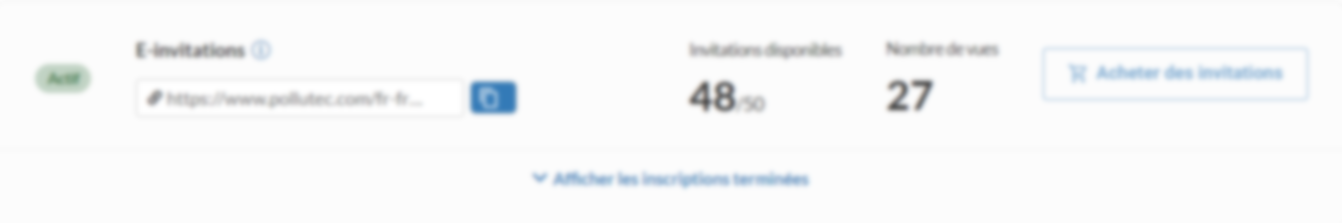 E-invitations
Invitations disponibles
Nombre de vues
Actif
https://www.pollutec.com/fr-fr...
48/50
27
Acheter des invitations
Afficher les inscriptions terminées